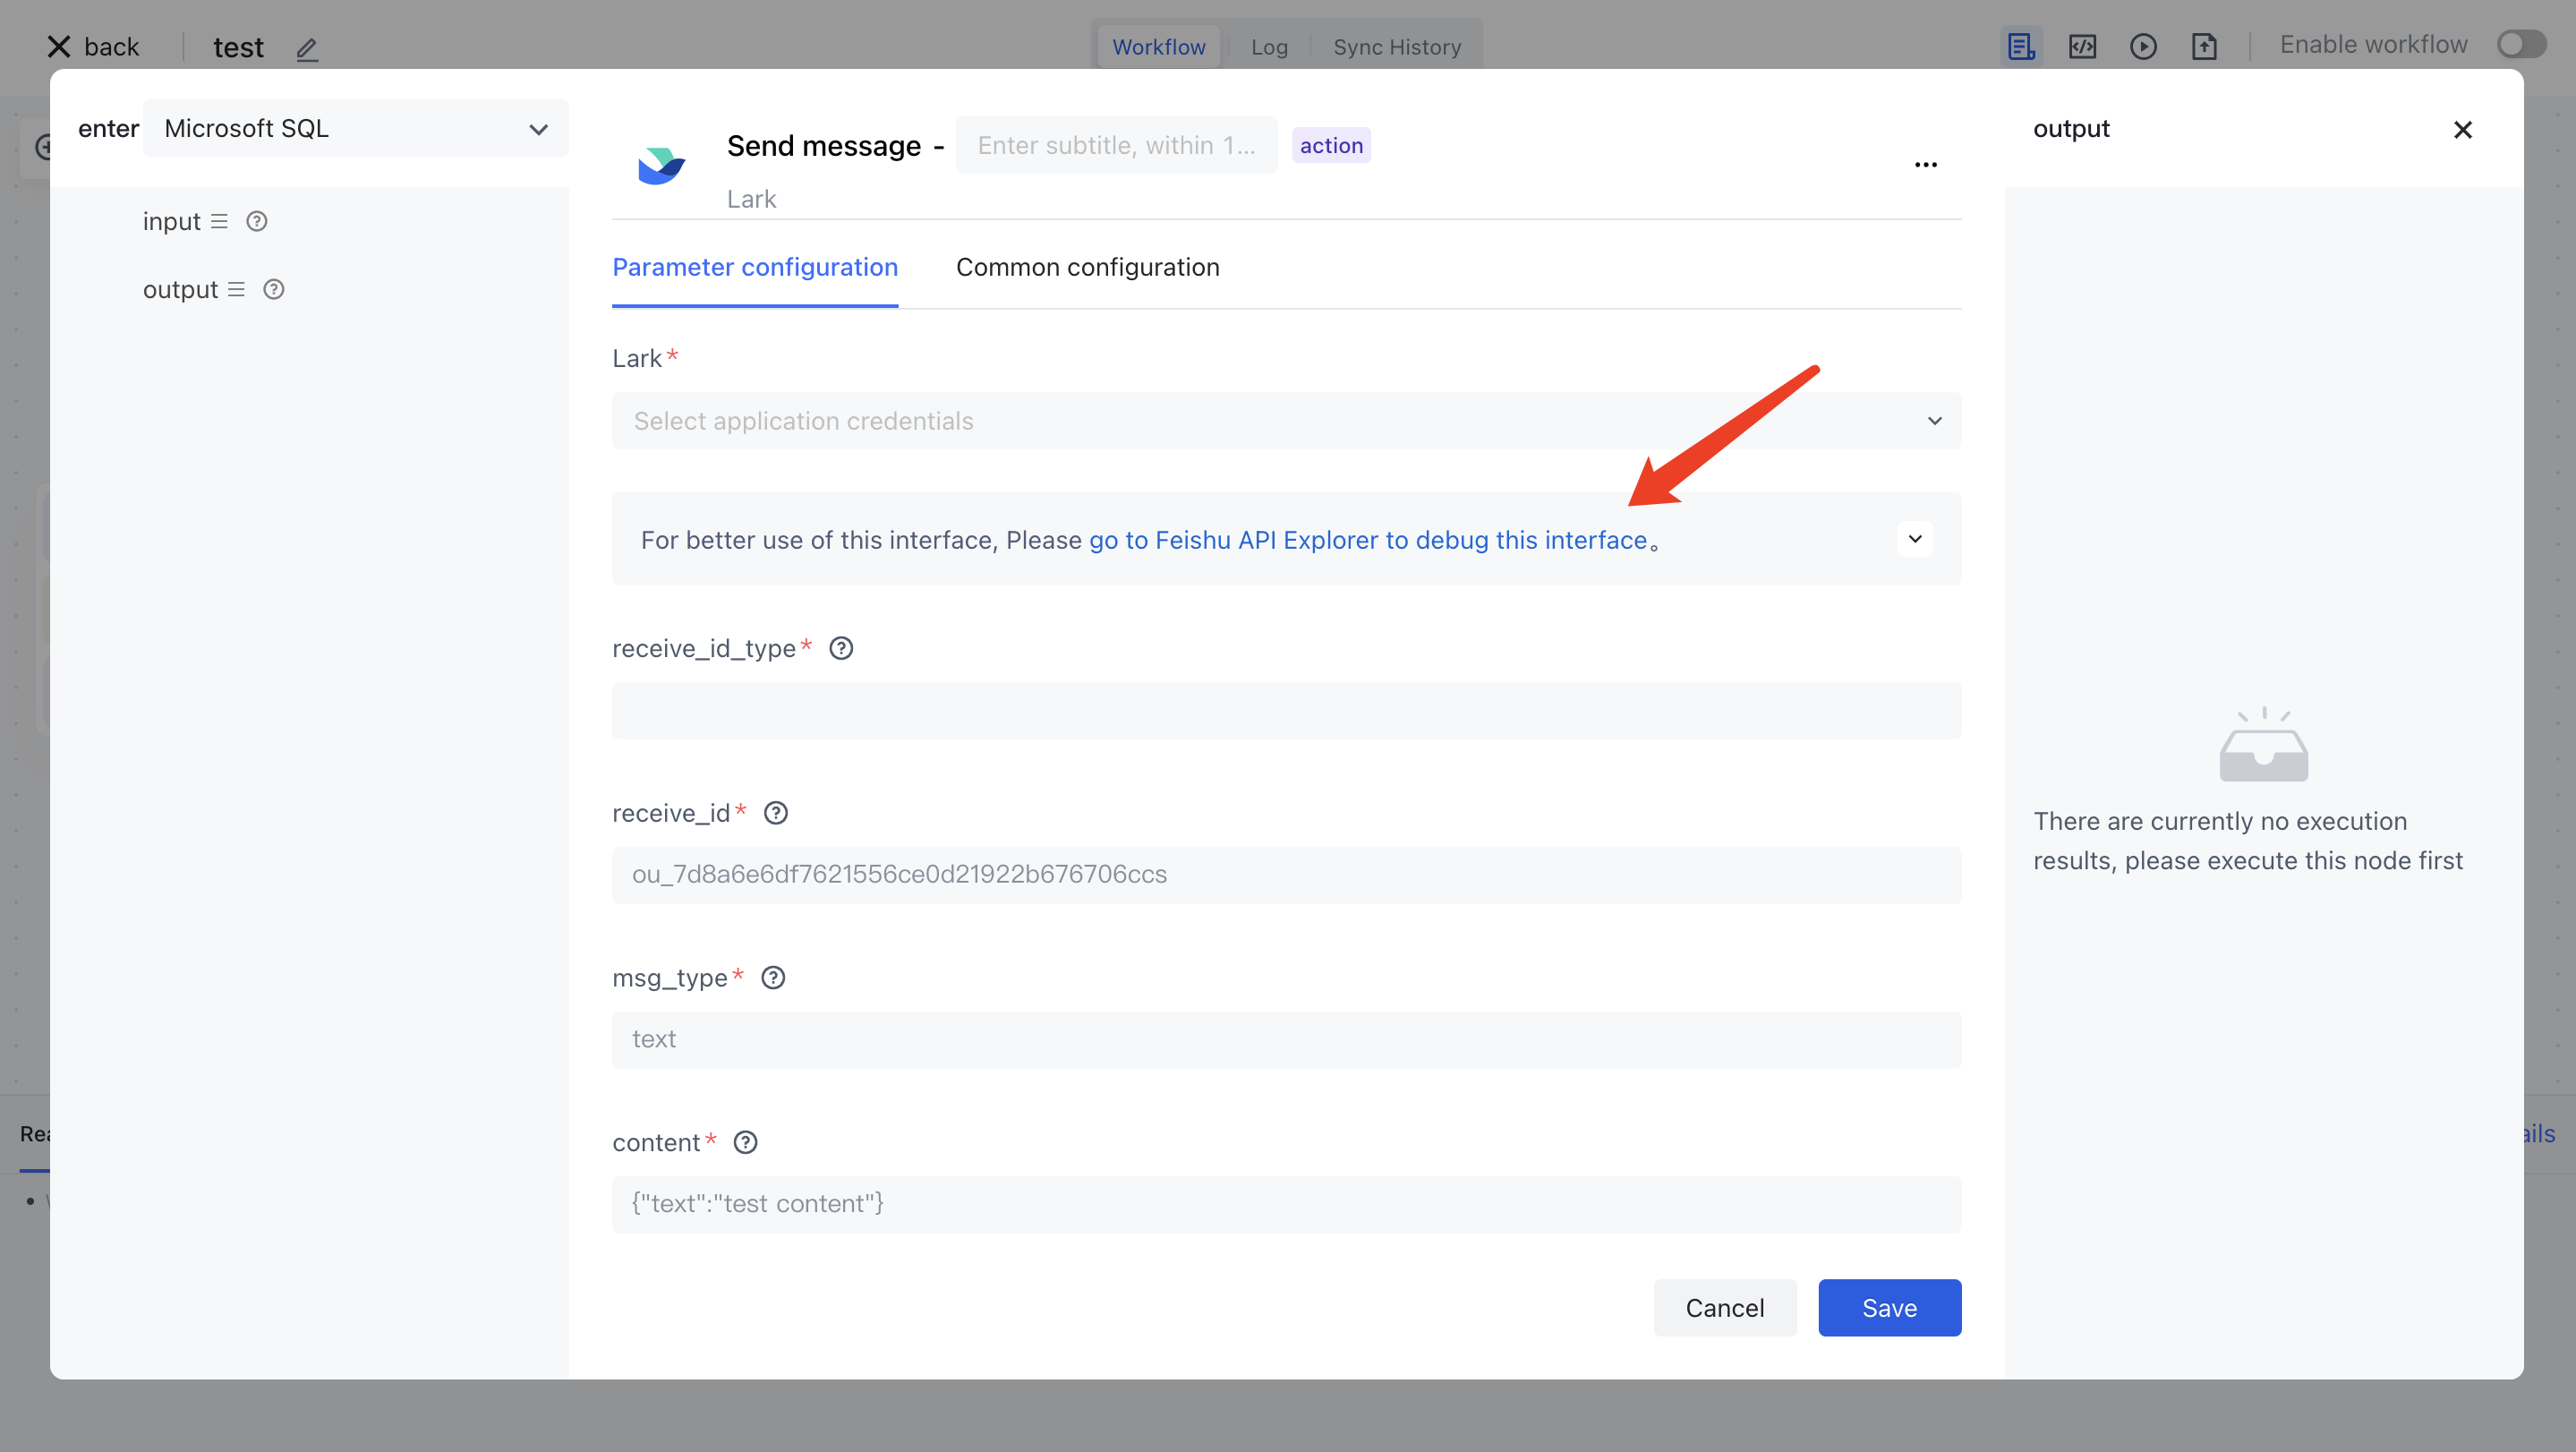 back
test
Workflow
Log
Sync History
Enable workflow
enter
Microsoft SQL
input
output
Send message -
Enter subtitle, within 1...
action
Lark
Parameter configuration
Common configuration
Lark*
Select application credentials
For better use of this interface, Please go to Feishu API Explorer to debug this interface。
receive_id_type*
receive_id*
ou_7d8a6e6df7621556ce0d21922b676706ccs
msg_type*
text
content*
{"text":"test content"}
Cancel
Save
output
There are currently no execution
results, please execute this node first